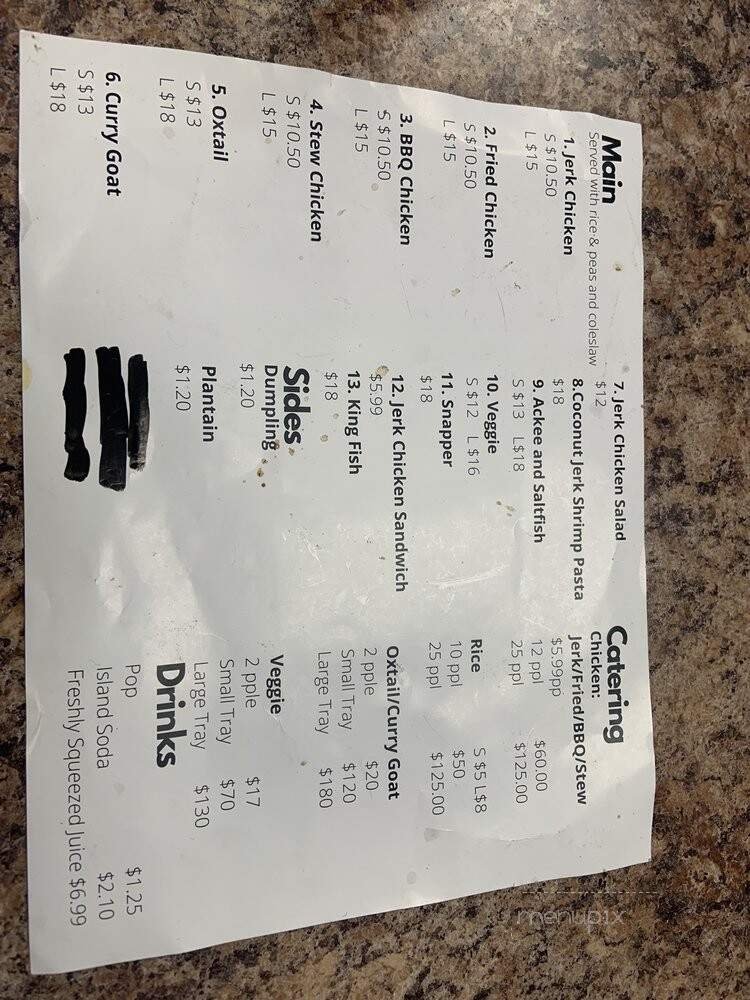 Main
Served with rice & peas and coleslaw
1. Jerk Chicken
S $10.50
L $15
2. Fried Chicken
S $10.50
L $15
3. BBQ Chicken
S $10.50
L $15
4. Stew Chicken
S $10.50
L $15
5. Oxtail
S $13
L $18
6. Curry Goat
S $13
L $18
7. Jerk Chicken Salad
$12
8.Coconut Jerk Shrimp Pasta
$18
9. Ackee and Saltfish
S $13 L$18
10. Veggie
S $12 L $16
11. Snapper
$18
12. Jerk Chicken Sandwich
$5.99
13. King Fish
$18
Sides
Dumpling
$1.20
Plantain
$1.20
Catering
Chicken:
Jerk/Fried/BBQ/Stew
$5.99pp
12 ppl $60.00
25 ppl $125.00
Rice S $5 L$8
10 ppl $50
25 ppl $125.00
Oxtail/Curry Goat
2 pple $20
Small Tray $120
Large Tray $180
Veggie
2 pple $17
Small Tray $70
Large Tray $130
Drinks
Pop $1.25
Island Soda $2.10
Freshly Squeezed Juice $6.99
menupix